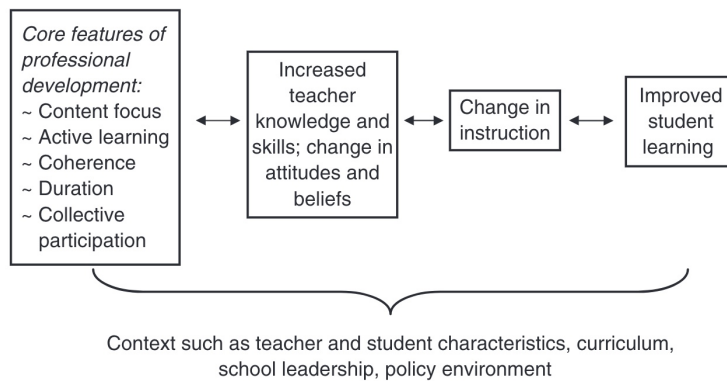 Core features of
professional
development:
~ Content focus
~ Active learning
~ Coherence
~ Duration
~ Collective
participation
Increased
teacher
knowledge and
skills; change in
attitudes and
beliefs
Change in
instruction
Improved
student
learning
Context such as teacher and student characteristics, curriculum,
school leadership, policy environment